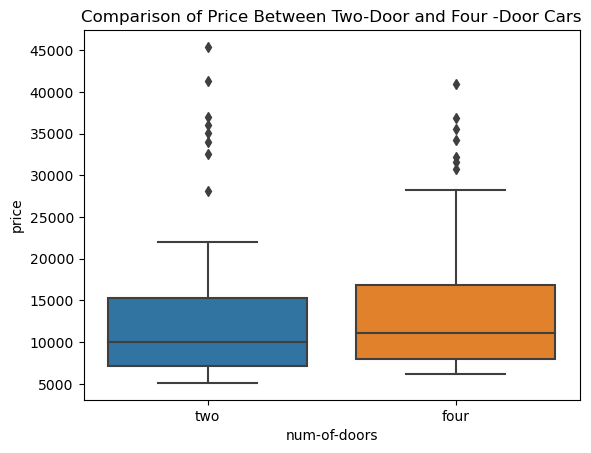 Comparison of Price Between Two-Door and Four -Door Cars
45000
40000
35000
30000
25000
20000
15000
10000
5000
price
two four
num-of-doors